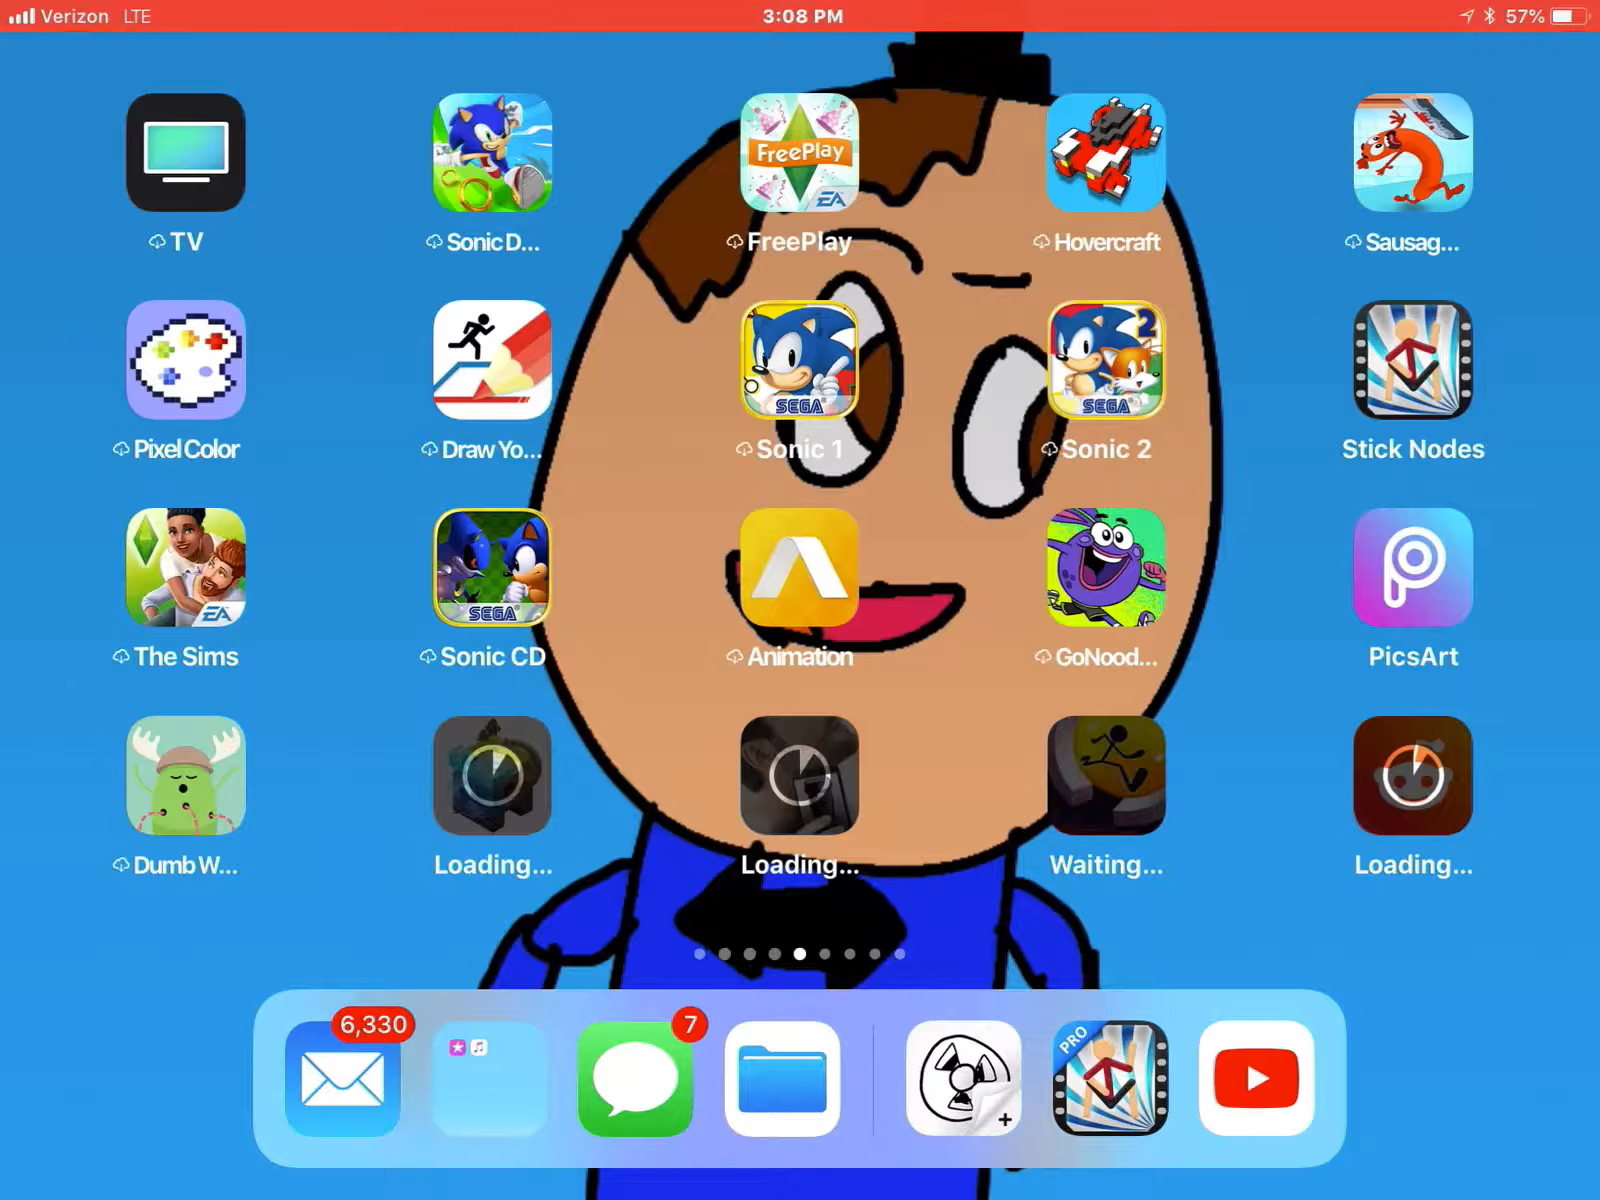 Verizon LTE 3:08 PM 57%
FreePlay
EA
TV Sonic D... FreePlay Hovercraft Sausag...
2
SEGA SEGA
Pixel Color Draw Yo... Sonic 1 Sonic 2 Stick Nodes
EA SEGA
The Sims Sonic CD Animation GoNood... PicsArt
Dumb W... Loading... Loading... Waiting... Loading...
6,330 7
PRO